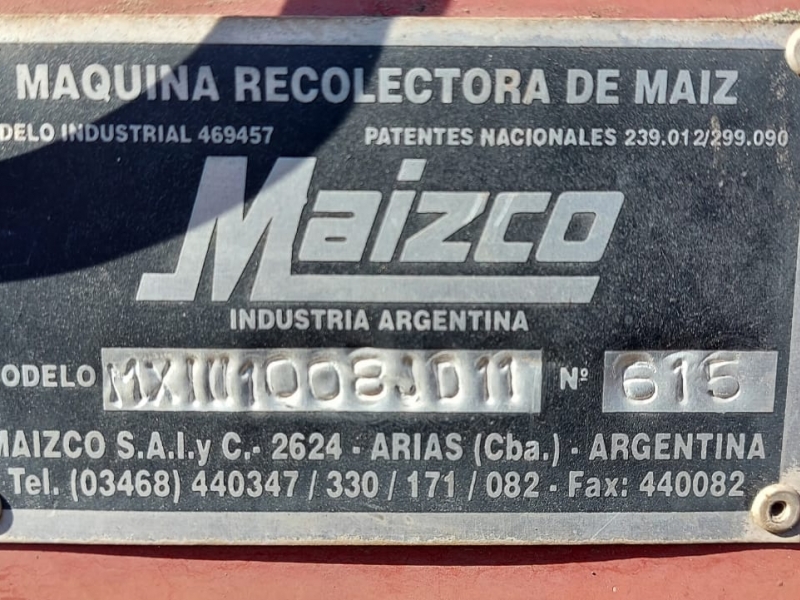 MAQUINA RECOLECTORA DE MAIZ
DELO INDUSTRIAL 469457 PATENTES NACIONALES 239.012/299.090
Maizco
INDUSTRIA ARGENTINA
ODELO MXIII1008JD11 Nº 615
MAIZCO S.A.I.y C.- 2624 - ARIAS (Cba.) - ARGENTINA
Tel. (03468) 440347/330/171/082 - Fax: 440082